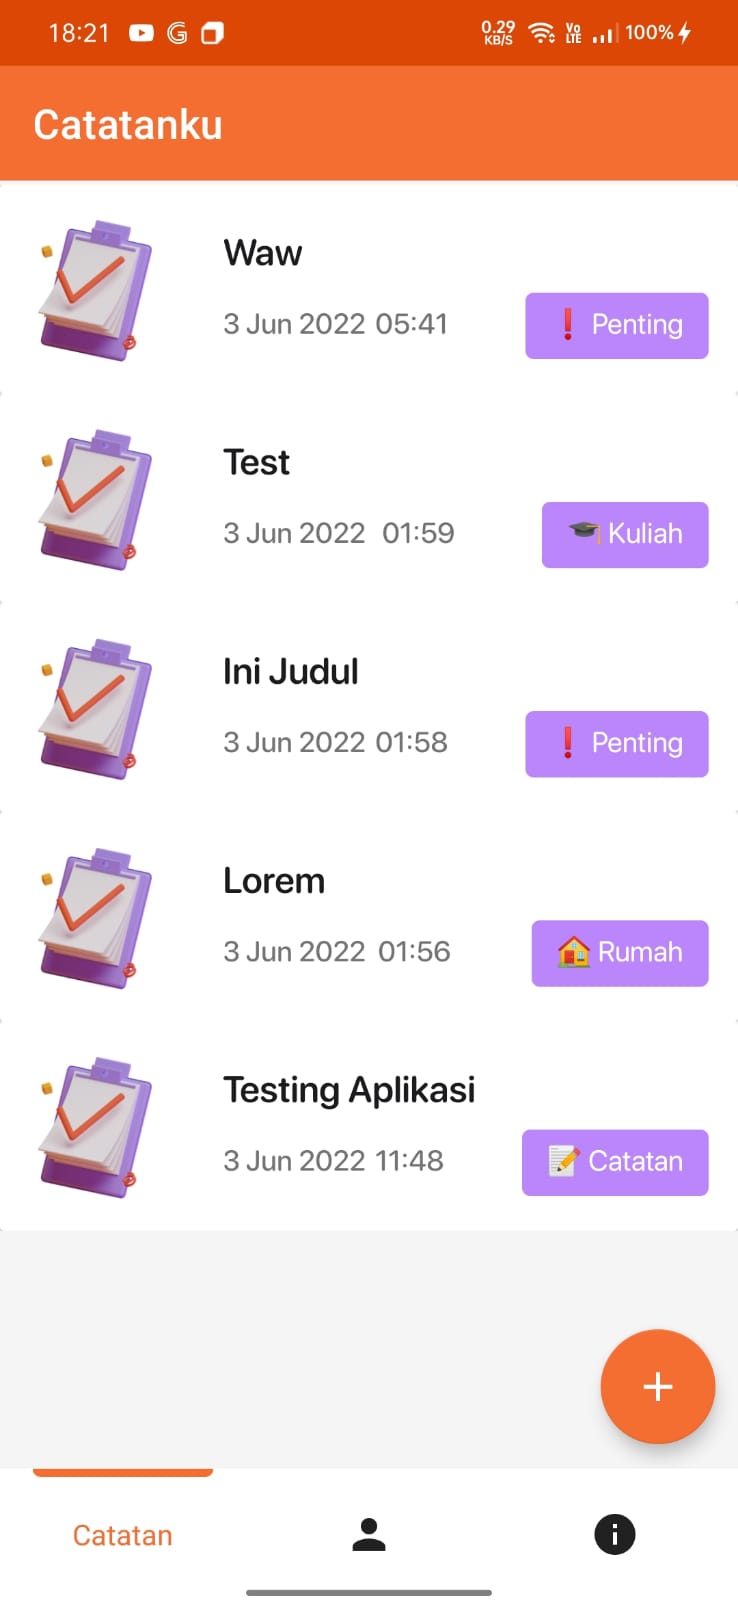 18:21
0.29 KB/S Vo LTE 100%
Catatanku
Waw
3 Jun 2022 05:41
❗ Penting
Test
3 Jun 2022 01:59
🎓 Kuliah
Ini Judul
3 Jun 2022 01:58
❗ Penting
Lorem
3 Jun 2022 01:56
🏠 Rumah
Testing Aplikasi
3 Jun 2022 11:48
📝 Catatan
+
Catatan